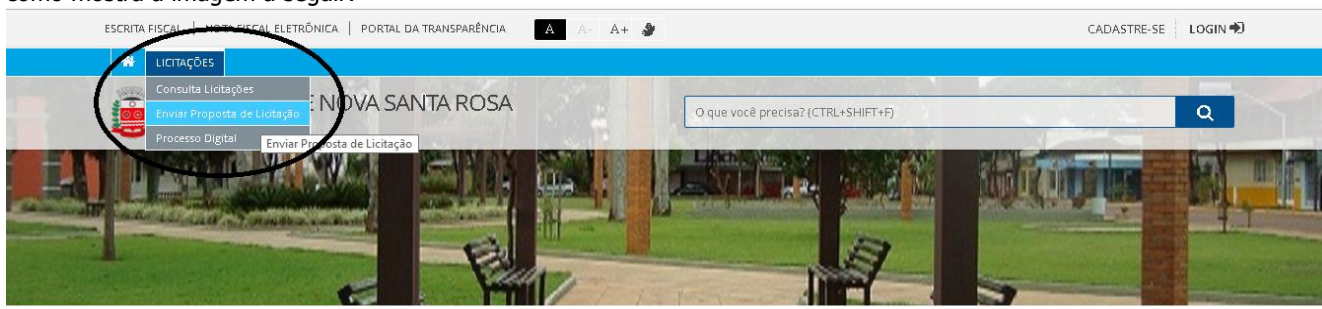 como mostra a imagem a seguir:
ESCRITA FISCAL | NOTA FISCAL ELETRÔNICA | PORTAL DA TRANSPARÊNCIA A A- A+ CADASTRE-SE LOGIN
LICITAÇÕES
Consulta Licitações
E NOVA SANTA ROSA
O que você precisa? (CTRL+SHIFT+F)
Enviar Proposta de Licitação
Processo Digital
Enviar Proposta de Licitação